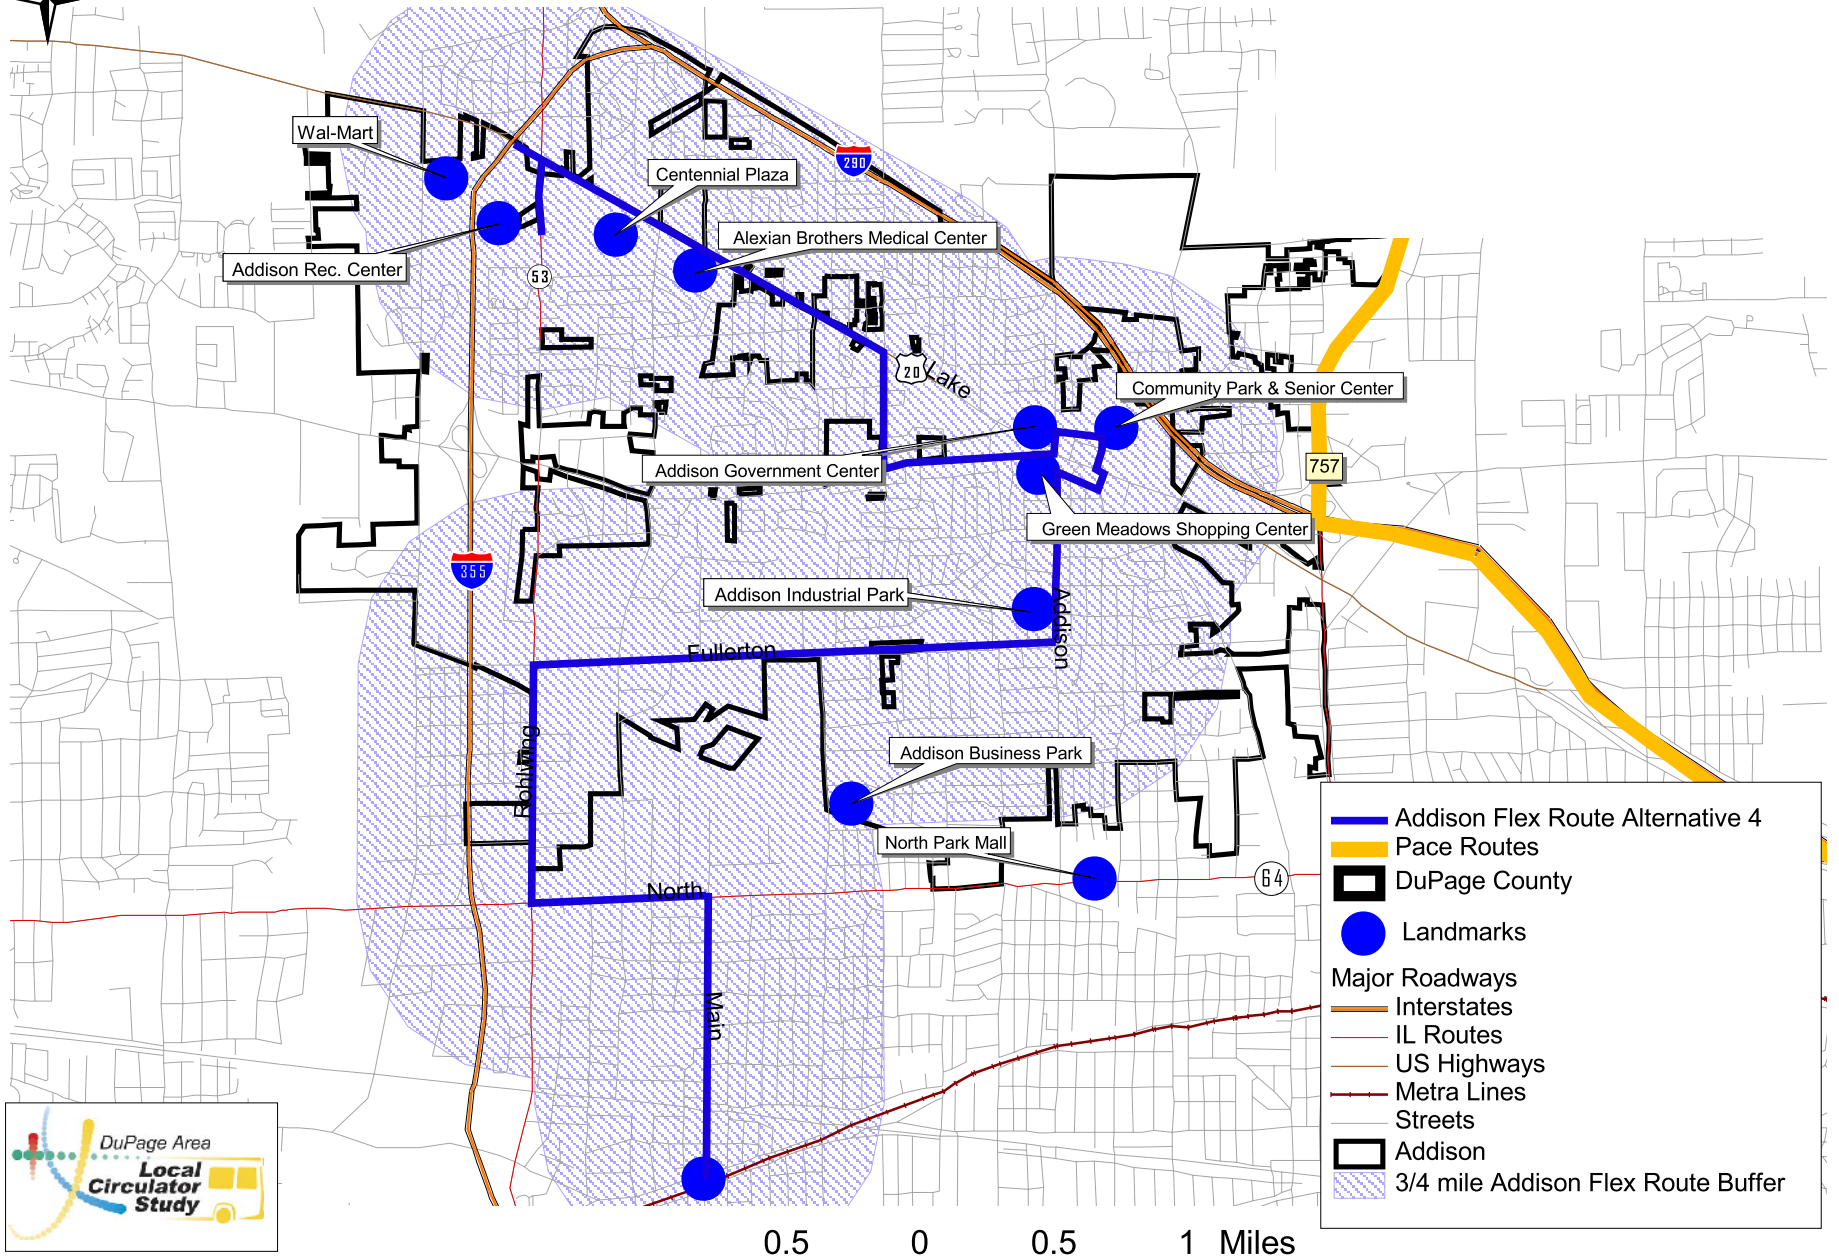 290
Wal-Mart
Centennial Plaza
Alexian Brothers Medical Center
Addison Rec. Center
53
20
Lake
Community Park & Senior Center
Addison Government Center
757
Green Meadows Shopping Center
355
Addison Industrial Park
Addison
Fullerton
Rohlwing
Addison Business Park
North Park Mall
64
North
Main
Addison Flex Route Alternative 4
Pace Routes
DuPage County
Landmarks
Major Roadways
Interstates
IL Routes
US Highways
Metra Lines
Streets
Addison
3/4 mile Addison Flex Route Buffer
DuPage Area
Local
Circulator
Study
0.5 0 0.5 1 Miles